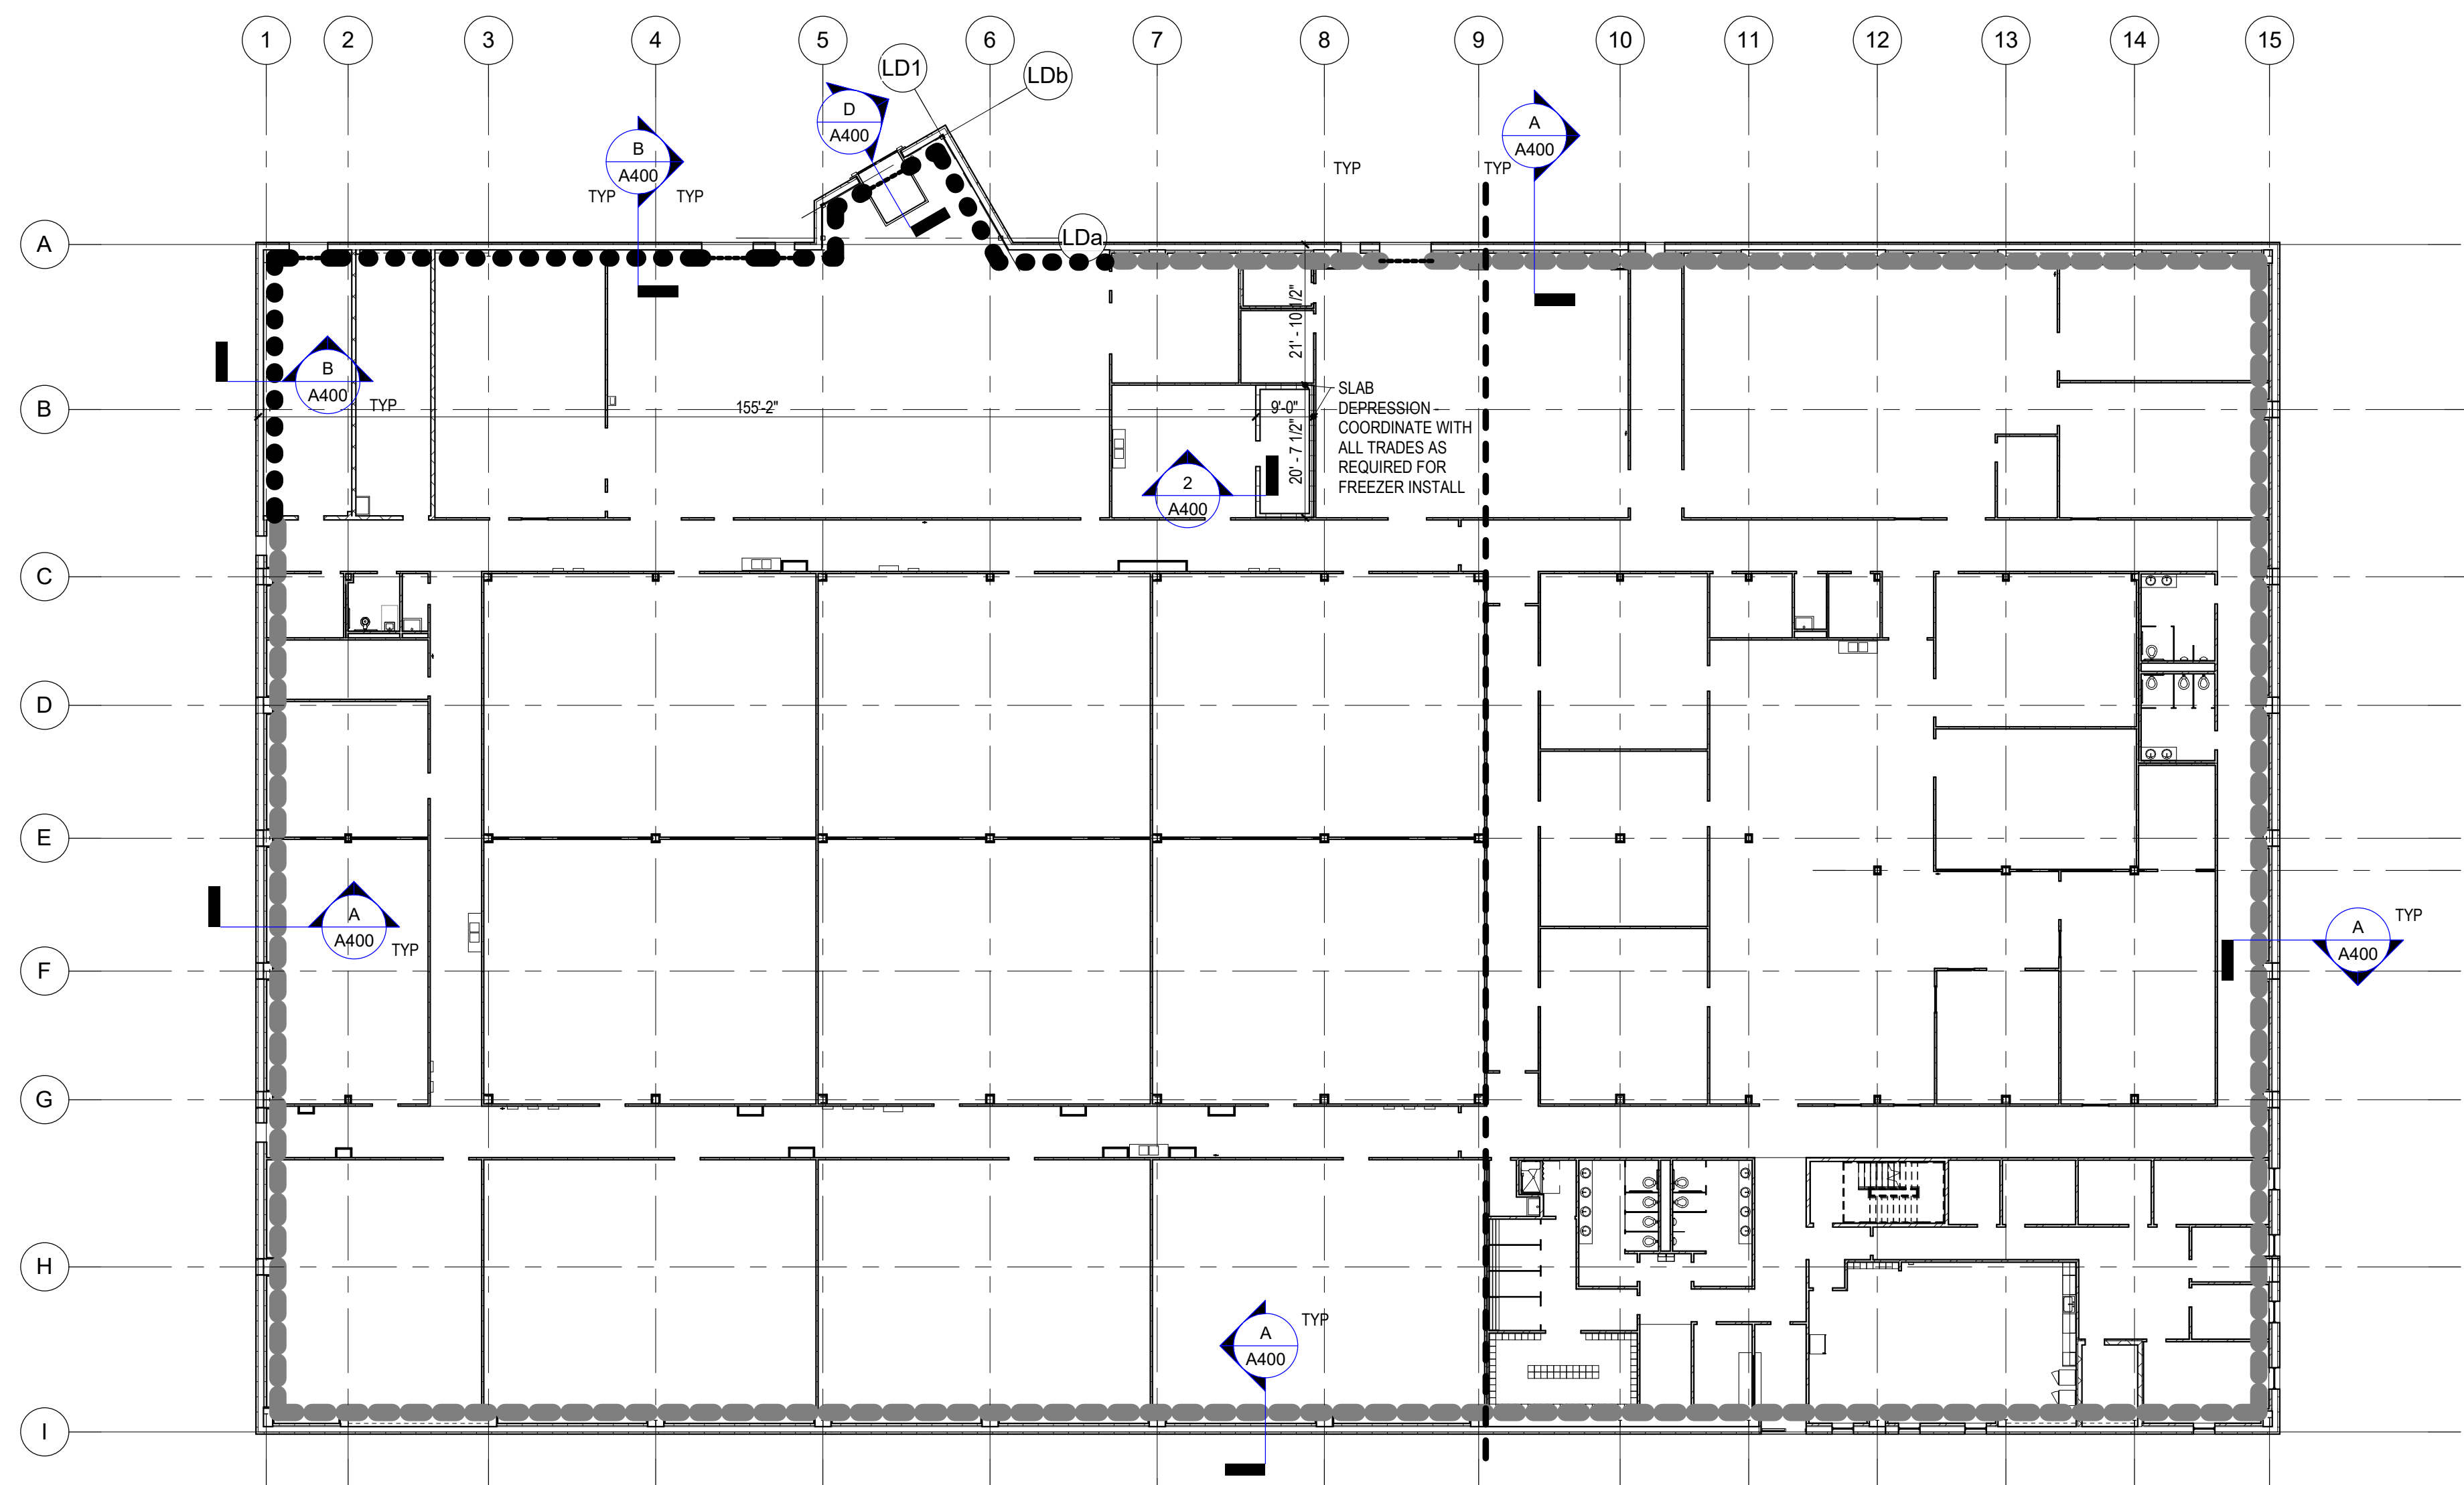 1 2 3 4 5 6 7 8 9 10 11 12 13 14 15
LD1
LDb
D
A400
A
A400
B
A400
TYP
TYP
TYP
TYP
A
LDa
21' - 10 1/2"
B
A400
TYP
B
155'-2"
9'-0"
20' - 7 1/2"
SLAB
DEPRESSION -
COORDINATE WITH
ALL TRADES AS
REQUIRED FOR
FREEZER INSTALL
2
A400
C
D
E
A
A400
TYP
A
A400
TYP
F
G
H
A
A400
TYP
I